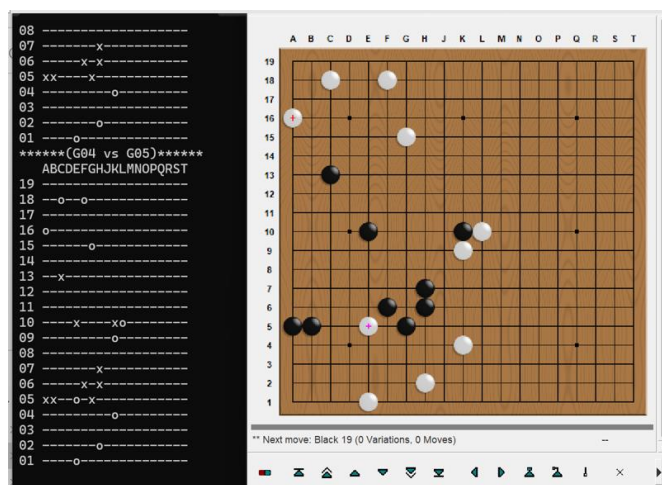 08 -------------------
07 -------x-----------
06 -----x-x-----------
05 xx----x------------
04 ---------o---------
03 -------------------
02 -------o-----------
01 ----o--------------
******(G04 vs G05)******
ABCDEFGHJKLMNOPQRST
19 -------------------
18 --o--o-------------
17 -------------------
16 o------------------
15 ------o------------
14 -------------------
13 --x----------------
12 -------------------
11 -------------------
10 ----x----xo--------
09 ---------o---------
08 -------------------
07 -------x-----------
06 -----x-x-----------
05 xx--o-x------------
04 ---------o---------
03 -------------------
02 -------o-----------
01 ----o--------------
A B C D E F G H J K L M N O P Q R S T
19
18
17
16
15
14
13
12
11
10
9
8
7
6
5
4
3
2
1
** Next move: Black 19 (0 Variations, 0 Moves)
--